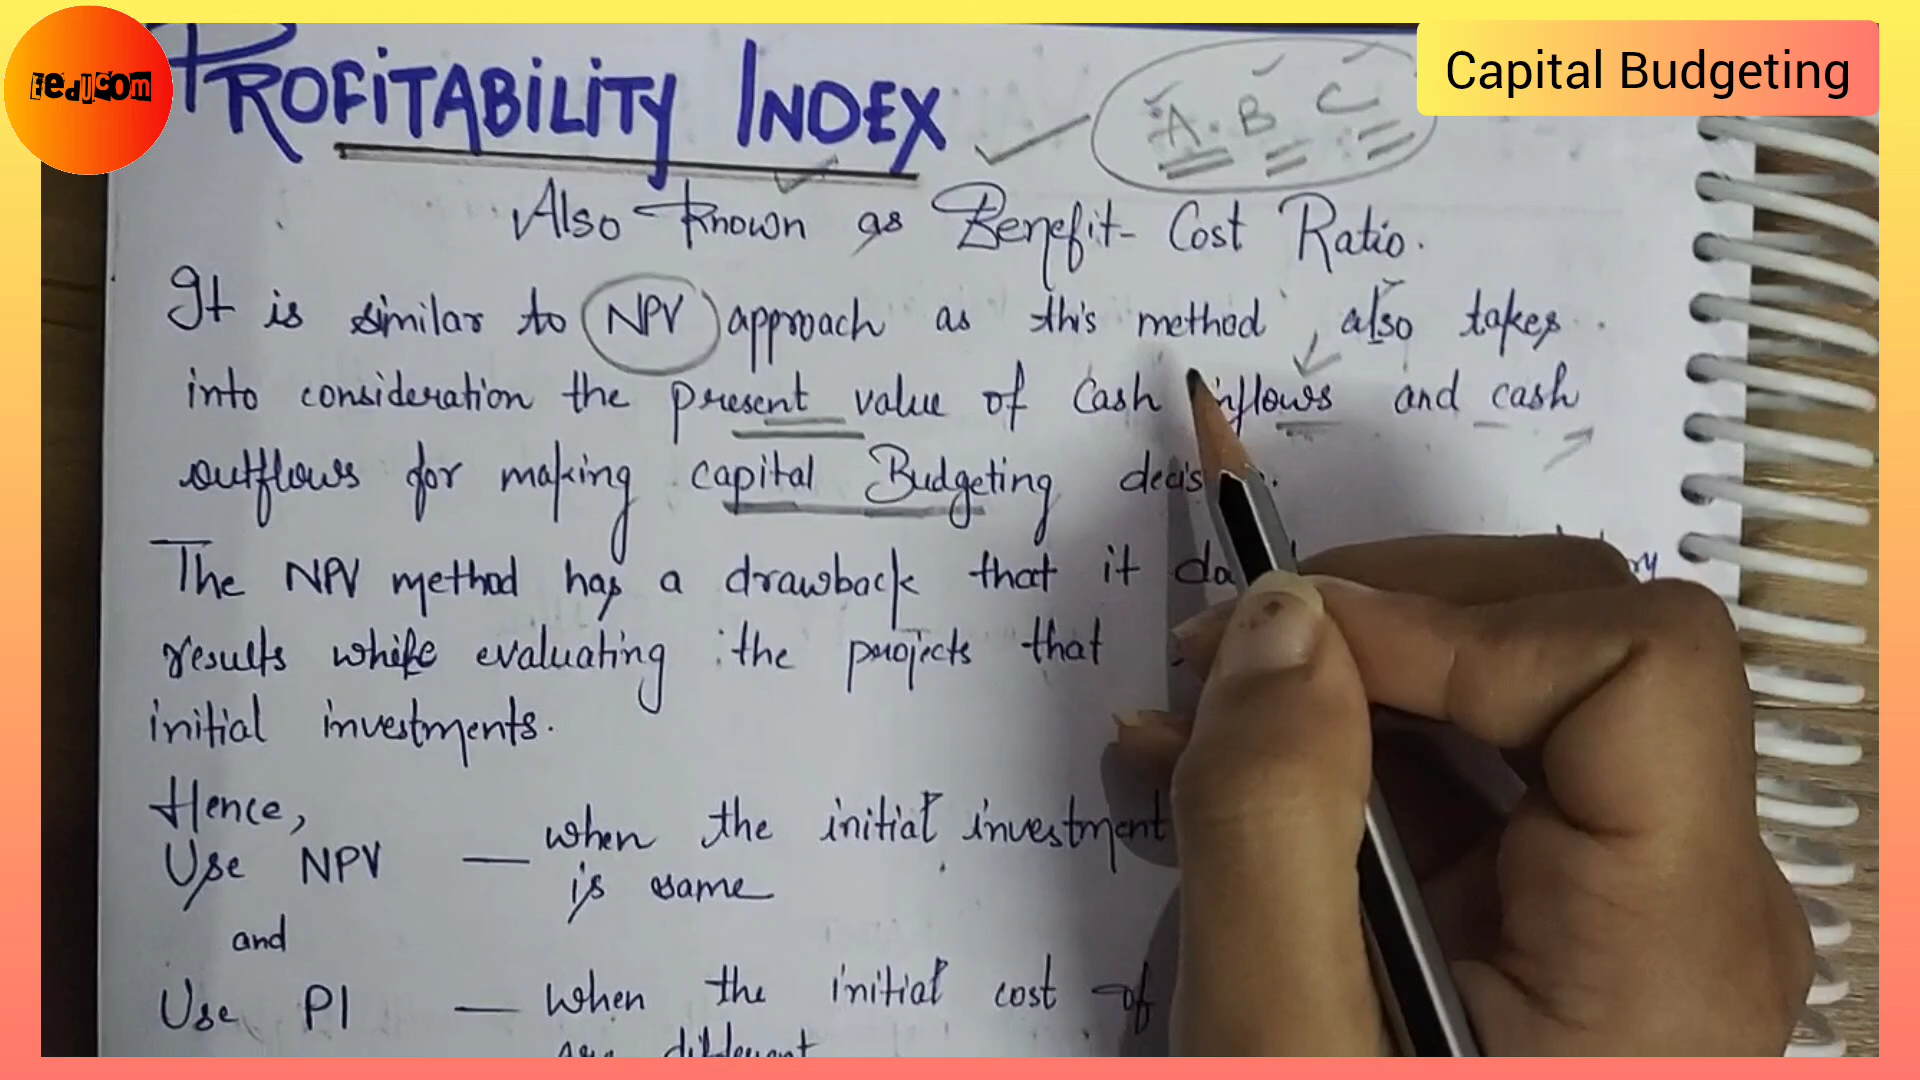 EeduCom
Capital Budgeting
PROFITABILITY INDEX
A. B C
Also Known as Benefit-Cost Ratio.
It is similar to NPV approach as this method, also takes
into consideration the present value of Cash inflows and cash
outflows for making capital Budgeting
The NPV method has a drawback that it
results while evaluating the projects that
initial investments.
Hence,
Use NPV — when the initial investment
is same
and
Use PI — when the initial cost of
are different